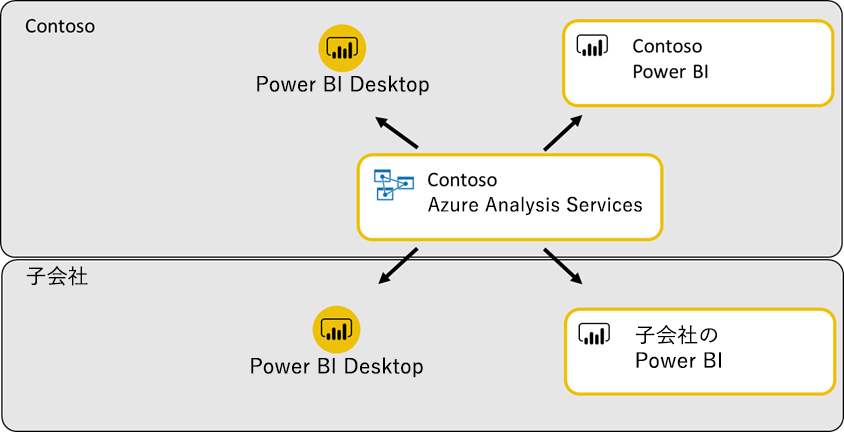 Contoso
Power BI Desktop
Contoso
Power BI
Contoso
Azure Analysis Services
子会社
Power BI Desktop
子会社の
Power BI